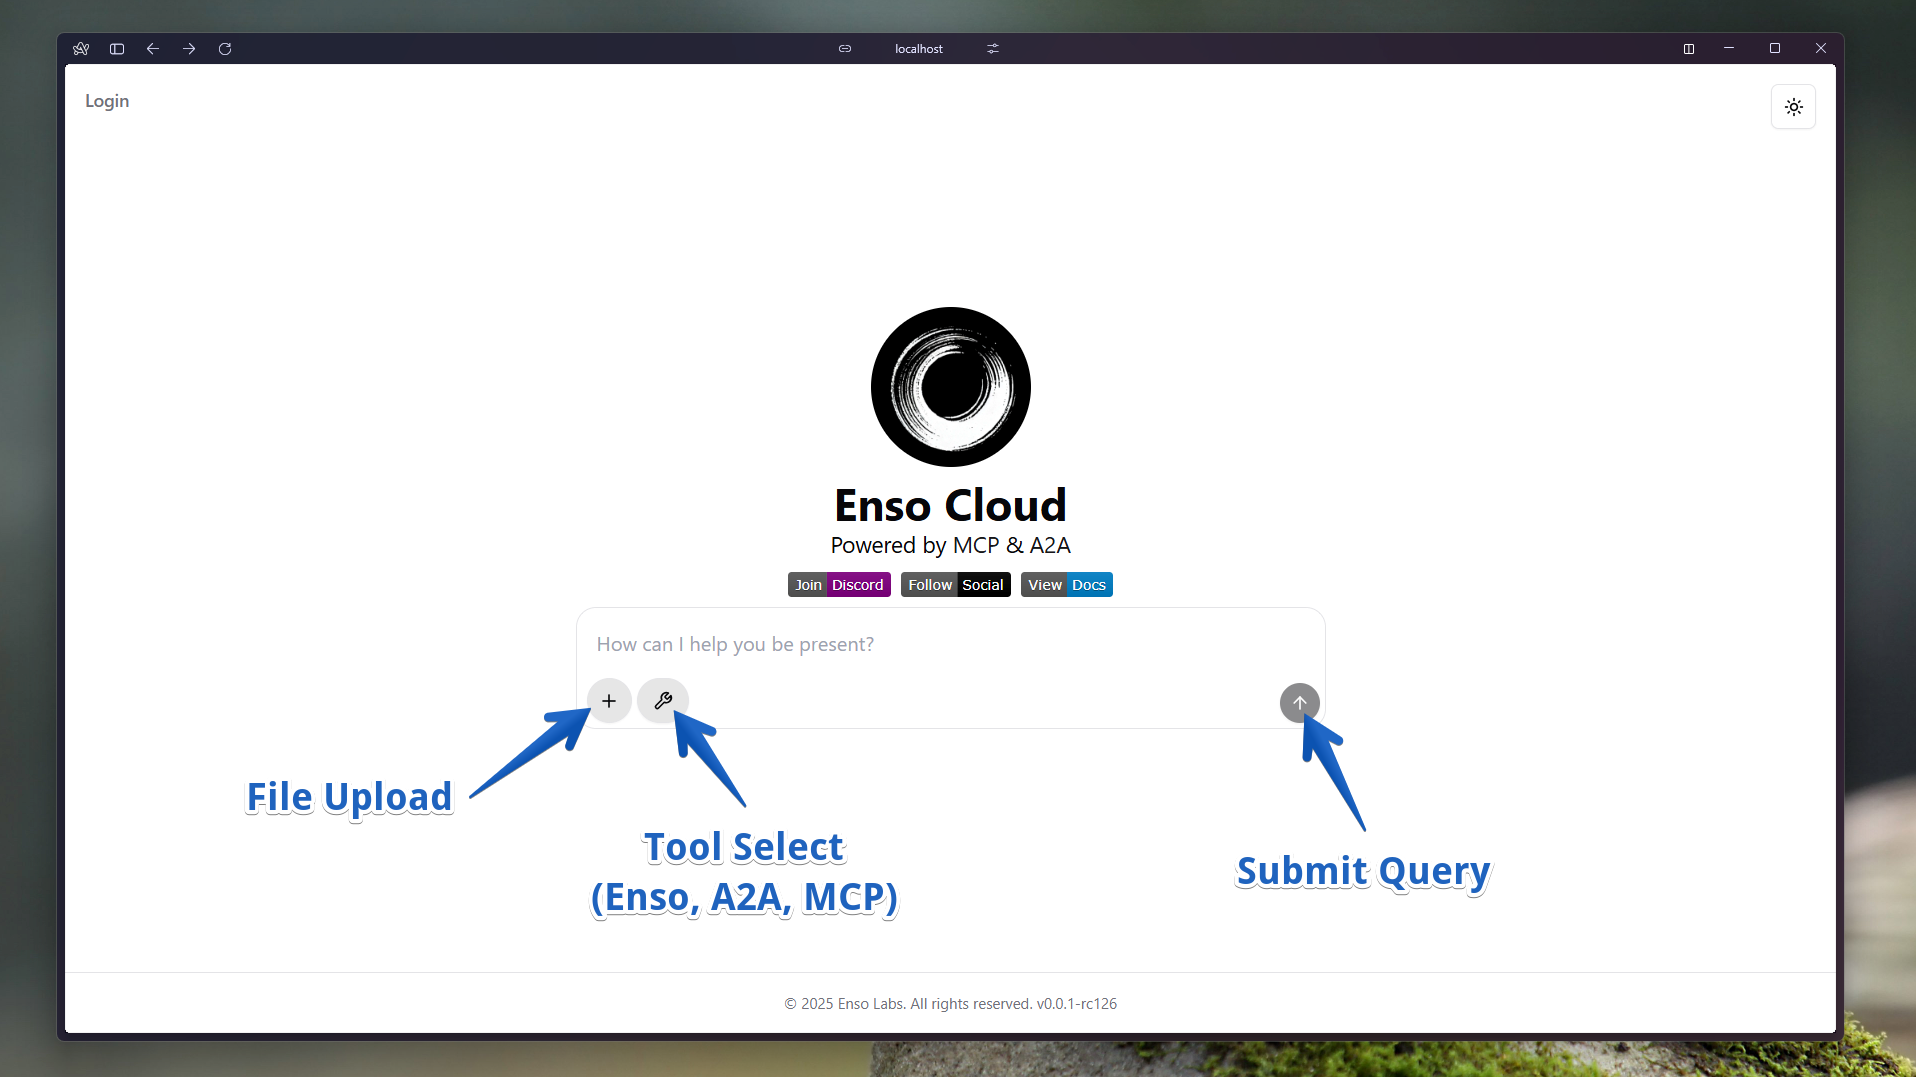 localhost
Login
Enso Cloud
Powered by MCP & A2A
Join Discord Follow Social View Docs
How can I help you be present?
File Upload
Tool Select
(Enso, A2A, MCP)
Submit Query
© 2025 Enso Labs. All rights reserved. v0.0.1-rc126